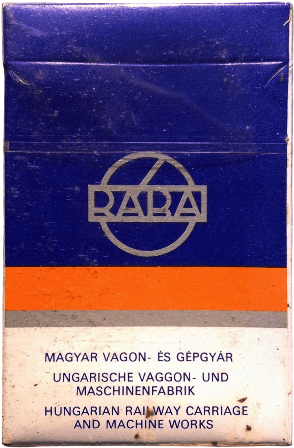 RÁBA
MAGYAR VAGON- ÉS GÉPGYÁR
UNGARISCHE VAGGON- UND
MASCHINENFABRIK
HUNGARIAN RAILWAY CARRIAGE
AND MACHINE WORKS